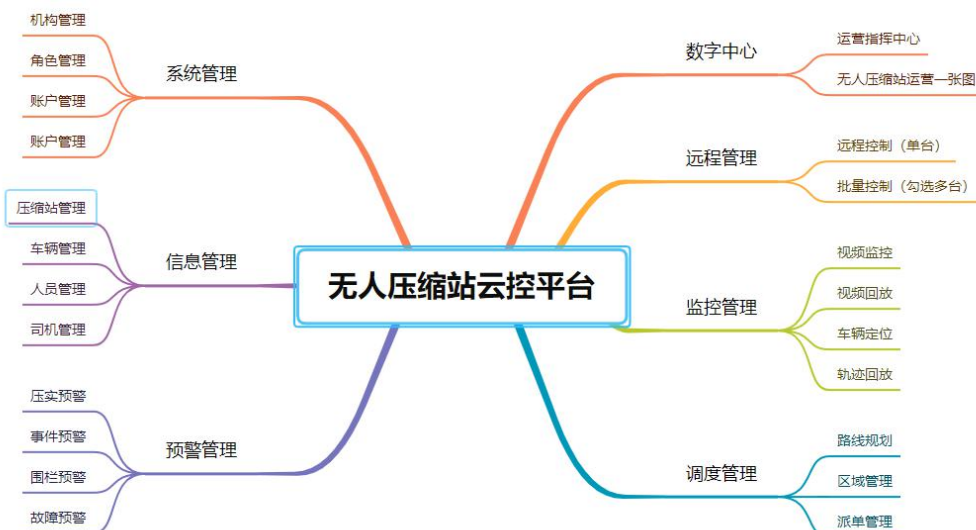 无人压缩站云控平台
系统管理
机构管理
角色管理
账户管理
账户管理
信息管理
压缩站管理
车辆管理
人员管理
司机管理
预警管理
压实预警
事件预警
围栏预警
故障预警
数字中心
运营指挥中心
无人压缩站运营一张图
远程管理
远程控制（单台）
批量控制（勾选多台）
监控管理
视频监控
视频回放
车辆定位
轨迹回放
调度管理
路线规划
区域管理
派单管理